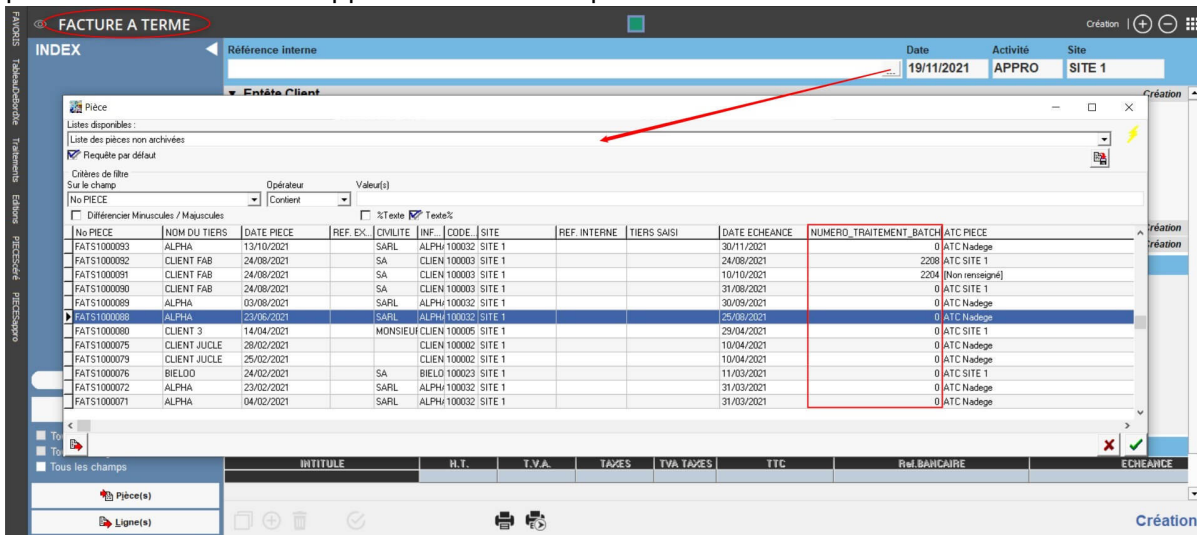 FACTURE A TERME
Création
FAVORIS
TableauDeBordXe
Traitements
Editions
PIECEScéré
PIECESappro
INDEX
Référence interne
Date
Activité
Site
...
19/11/2021
APPRO
SITE 1
Entête Client
Création
Pièce
Listes disponibles :
Liste des pièces non archivées
Requête par défaut
Critères de filtre
Sur le champ
Opérateur
Valeur(s)
No PIECE
Contient
Différencier Minuscules / Majuscules
%Texte
Texte%
No PIECE NOM DU TIERS DATE PIECE REF. EX... CIVILITE INF... CODE... SITE REF. INTERNE TIERS SAISI DATE ECHEANCE NUMERO_TRAITEMENT_BATCH ATC PIECE
FATS1000093 ALPHA 13/10/2021 SARL ALPH/ 100032 SITE 1 30/11/2021 0 ATC Nadege
FATS1000092 CLIENT FAB 24/08/2021 SA CLIEN 100003 SITE 1 24/08/2021 2208 ATC SITE 1
FATS1000091 CLIENT FAB 24/08/2021 SA CLIEN 100003 SITE 1 10/10/2021 2204 [Non renseigné]
FATS1000090 CLIENT FAB 24/08/2021 SA CLIEN 100003 SITE 1 31/08/2021 0 ATC SITE 1
FATS1000089 ALPHA 03/08/2021 SARL ALPH/ 100032 SITE 1 30/09/2021 0 ATC Nadege
FATS1000088 ALPHA 23/06/2021 SARL ALPH/ 100032 SITE 1 25/08/2021 0 ATC Nadege
FATS1000080 CLIENT 3 14/04/2021 MONSIEUF CLIEN 100005 SITE 1 29/04/2021 0 ATC SITE 1
FATS1000075 CLIENT JUCLE 28/02/2021 CLIEN 100002 SITE 1 10/04/2021 0 ATC Nadege
FATS1000079 CLIENT JUCLE 25/02/2021 CLIEN 100002 SITE 1 10/04/2021 0 ATC Nadege
FATS1000076 BIELOO 24/02/2021 SA BIELO 100023 SITE 1 11/03/2021 0 ATC SITE 1
FATS1000072 ALPHA 23/02/2021 SARL ALPH/ 100032 SITE 1 31/03/2021 0 ATC Nadege
FATS1000071 ALPHA 04/02/2021 SARL ALPH/ 100032 SITE 1 31/03/2021 0 ATC Nadege
réation
réation
Tous les champs
INTITULE H.T. T.V.A. TAXES TVA TAXES TTC Rel.BANCAIRE ECHEANCE
Pièce(s)
Ligne(s)
Création